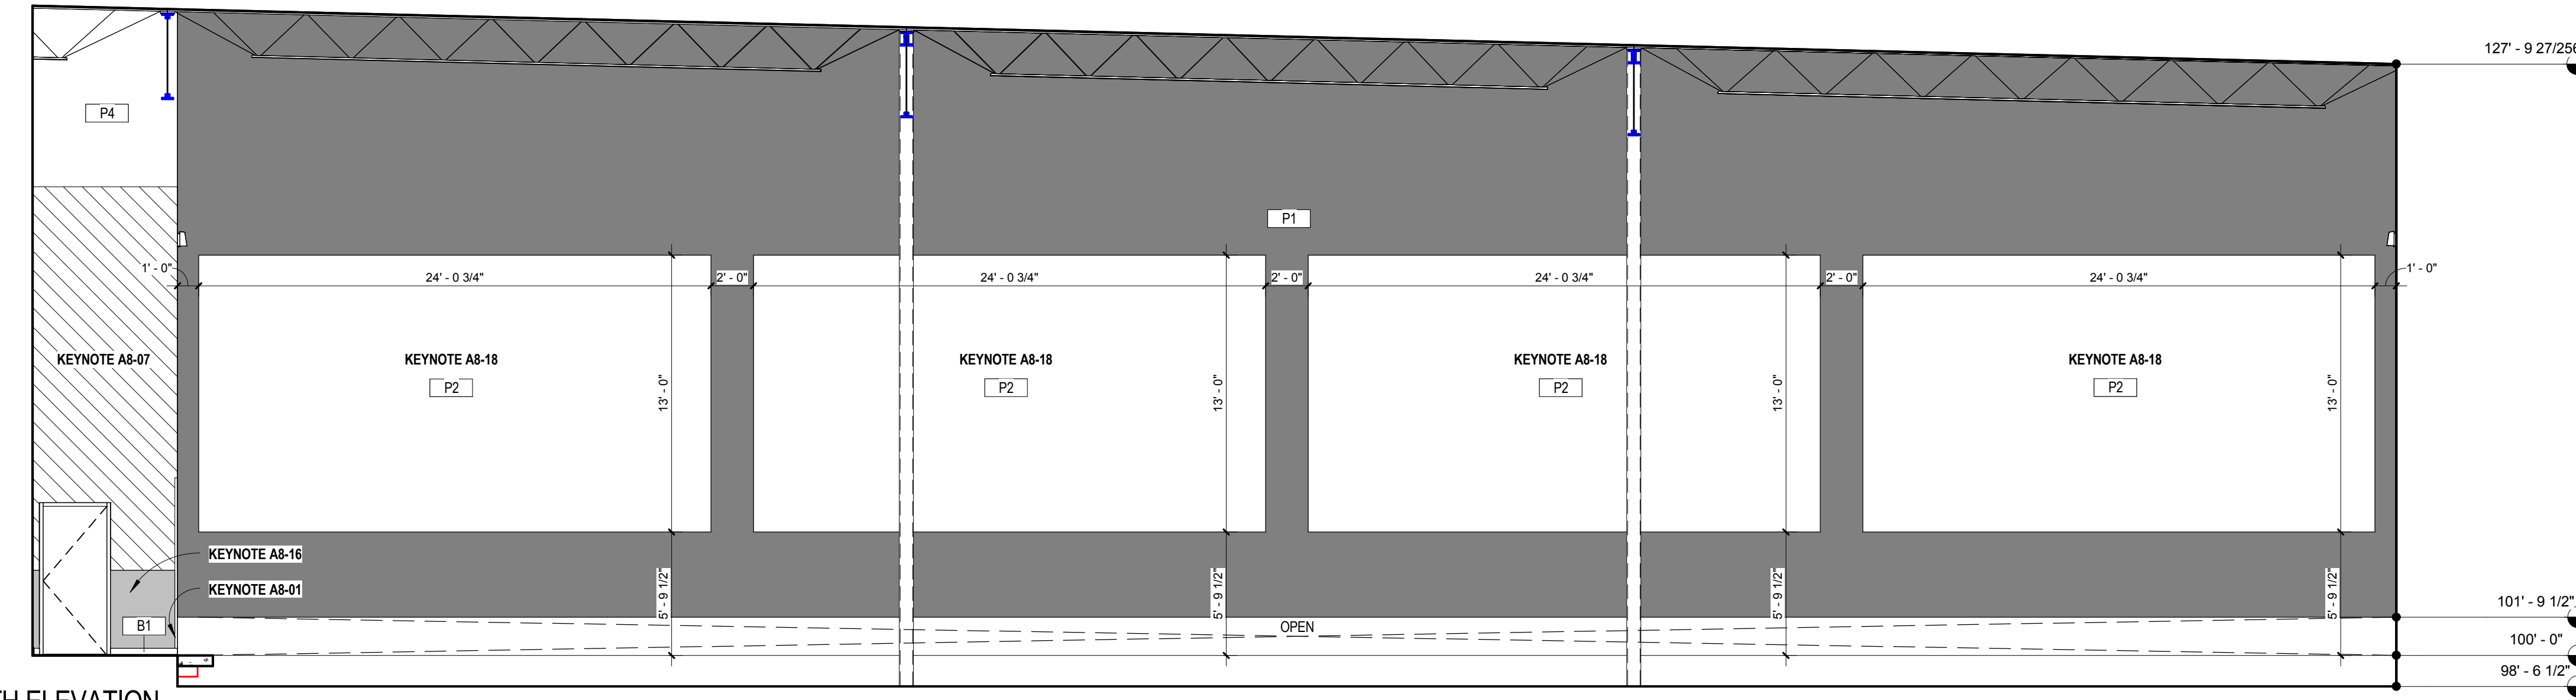 127' - 9 27/256
P4
P1
1' - 0"
24' - 0 3/4"
2' - 0"
24' - 0 3/4"
2' - 0"
24' - 0 3/4"
2' - 0"
24' - 0 3/4"
1' - 0"
KEYNOTE A8-07
KEYNOTE A8-18
KEYNOTE A8-18
KEYNOTE A8-18
KEYNOTE A8-18
P2
P2
P2
P2
13' - 0"
13' - 0"
13' - 0"
13' - 0"
KEYNOTE A8-16
KEYNOTE A8-01
5' - 9 1/2"
5' - 9 1/2"
5' - 9 1/2"
5' - 9 1/2"
B1
OPEN
101' - 9 1/2"
100' - 0"
98' - 6 1/2"
TH ELEVATION